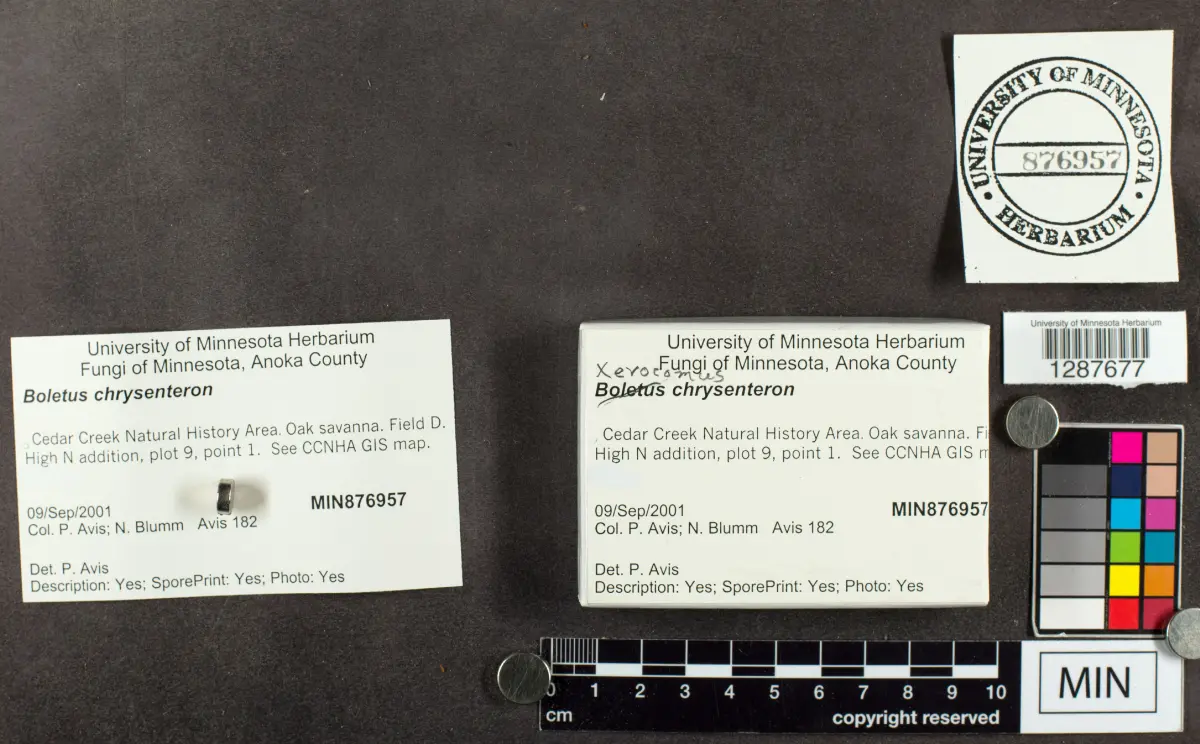 UNIVERSITY OF MINNESOTA
876957
• HERBARIUM •
University of Minnesota Herbarium
1287677
University of Minnesota Herbarium
Fungi of Minnesota, Anoka County
Boletus chrysenteron
Cedar Creek Natural History Area. Oak savanna. Field D.
High N addition, plot 9, point 1. See CCNHA GIS map.
09/Sep/2001
MIN876957
Col. P. Avis; N. Blumm Avis 182
Det. P. Avis
Description: Yes; SporePrint: Yes; Photo: Yes
University of Minnesota Herbarium
Fungi of Minnesota, Anoka County
Xerocomus
Boletus chrysenteron
Cedar Creek Natural History Area. Oak savanna. Fi
High N addition, plot 9, point 1. See CCNHA GIS m
09/Sep/2001
MIN876957
Col. P. Avis; N. Blumm Avis 182
Det. P. Avis
Description: Yes; SporePrint: Yes; Photo: Yes
0 1 2 3 4 5 6 7 8 9 10
cm
copyright reserved
MIN